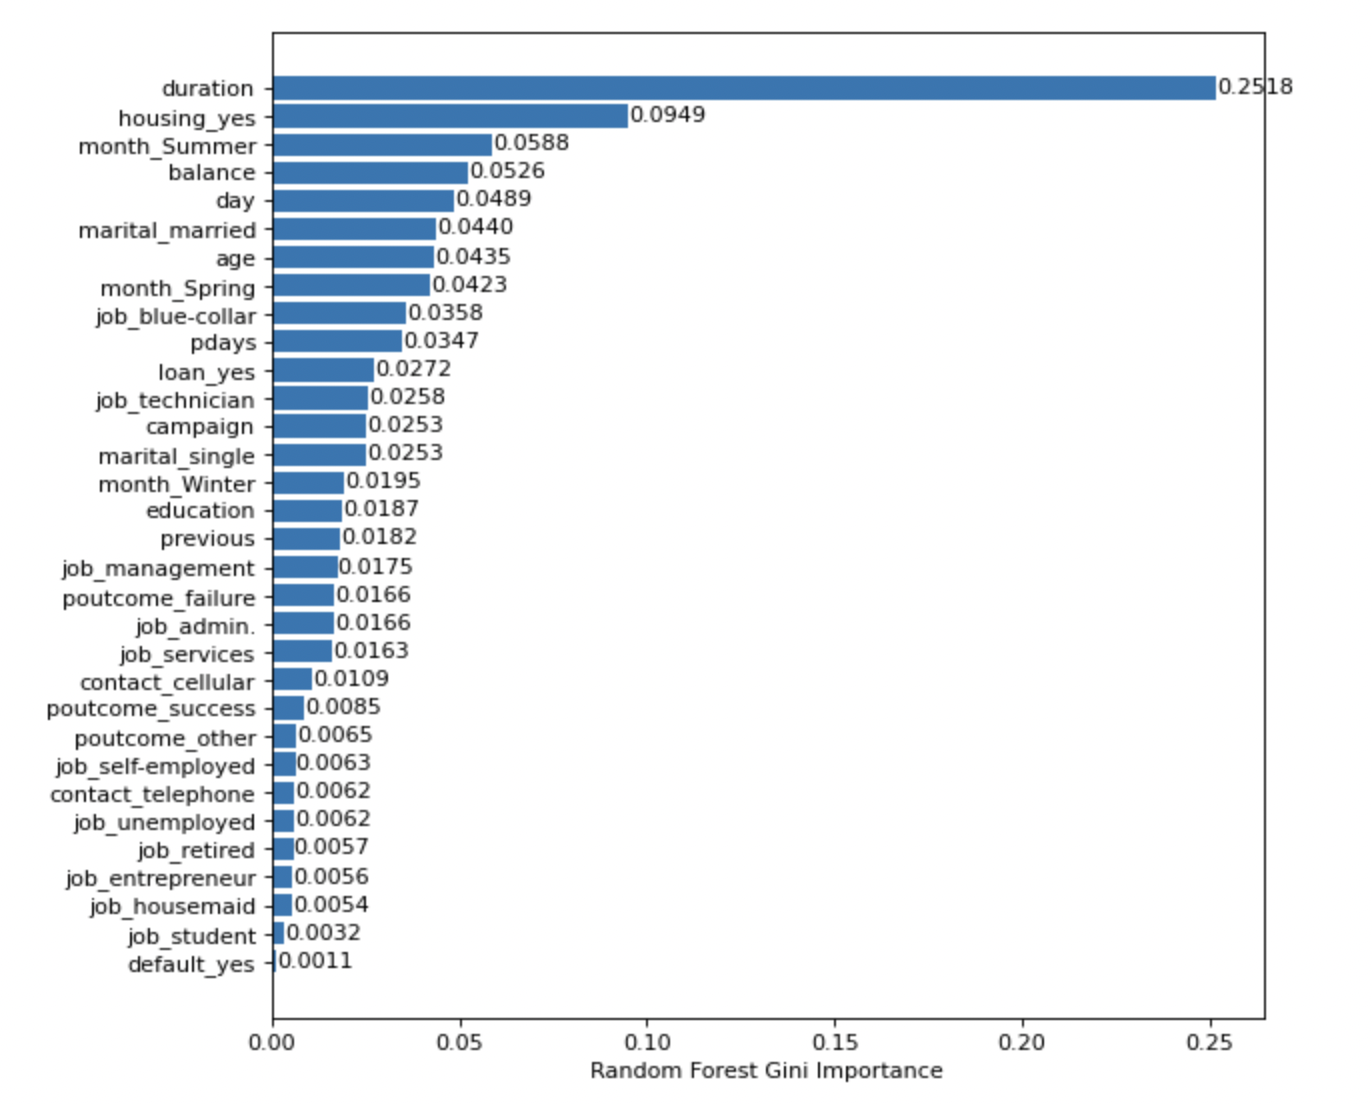 duration 0.2518
housing_yes 0.0949
month_Summer 0.0588
balance 0.0526
day 0.0489
marital_married 0.0440
age 0.0435
month_Spring 0.0423
job_blue-collar 0.0358
pdays 0.0347
loan_yes 0.0272
job_technician 0.0258
campaign 0.0253
marital_single 0.0253
month_Winter 0.0195
education 0.0187
previous 0.0182
job_management 0.0175
poutcome_failure 0.0166
job_admin. 0.0166
job_services 0.0163
contact_cellular 0.0109
poutcome_success 0.0085
poutcome_other 0.0065
job_self-employed 0.0063
contact_telephone 0.0062
job_unemployed 0.0062
job_retired 0.0057
job_entrepreneur 0.0056
job_housemaid 0.0054
job_student 0.0032
default_yes 0.0011
0.00 0.05 0.10 0.15 0.20 0.25
Random Forest Gini Importance